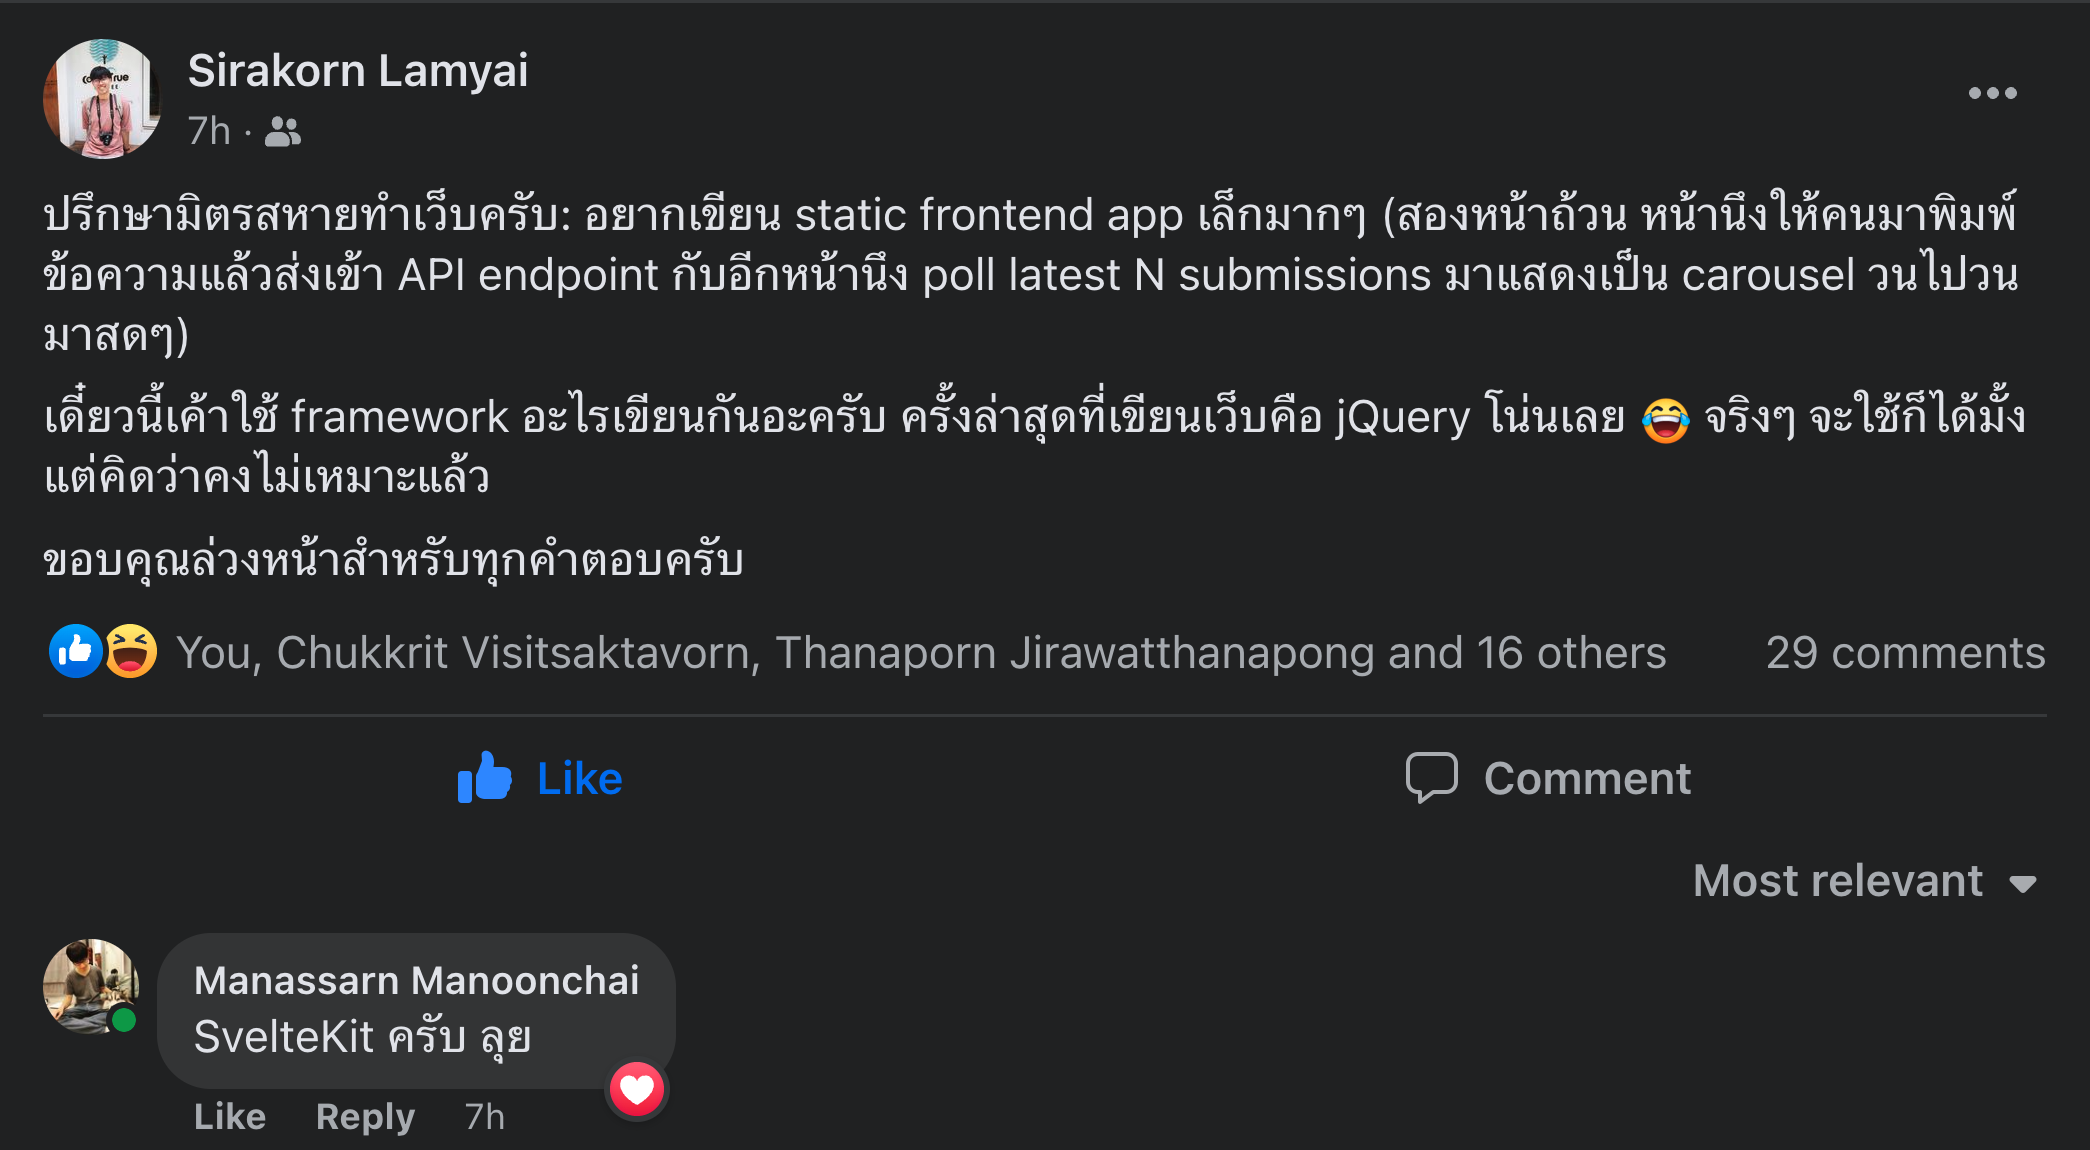 Sirakorn Lamyai
7h ·
ปรึกษามิตรสหายทำเว็บครับ: อยากเขียน static frontend app เล็กมากๆ (สองหน้าถ้วน หน้านึงให้คนมาพิมพ์
ข้อความแล้วส่งเข้า API endpoint กับอีกหน้านึง poll latest N submissions มาแสดงเป็น carousel วนไปวน
มาสดๆ)
เดี๋ยวนี้เค้าใช้ framework อะไรเขียนกันอะครับ ครั้งล่าสุดที่เขียนเว็บคือ jQuery โน่นเลย 😂 จริงๆ จะใช้ก็ได้มั้ง
แต่คิดว่าคงไม่เหมาะแล้ว
ขอบคุณล่วงหน้าสำหรับทุกคำตอบครับ
You, Chukkrit Visitsaktavorn, Thanaporn Jirawatthanapong and 16 others 29 comments
Like Comment
Most relevant
Manassarn Manoonchai
SvelteKit ครับ ลุย
Like Reply 7h